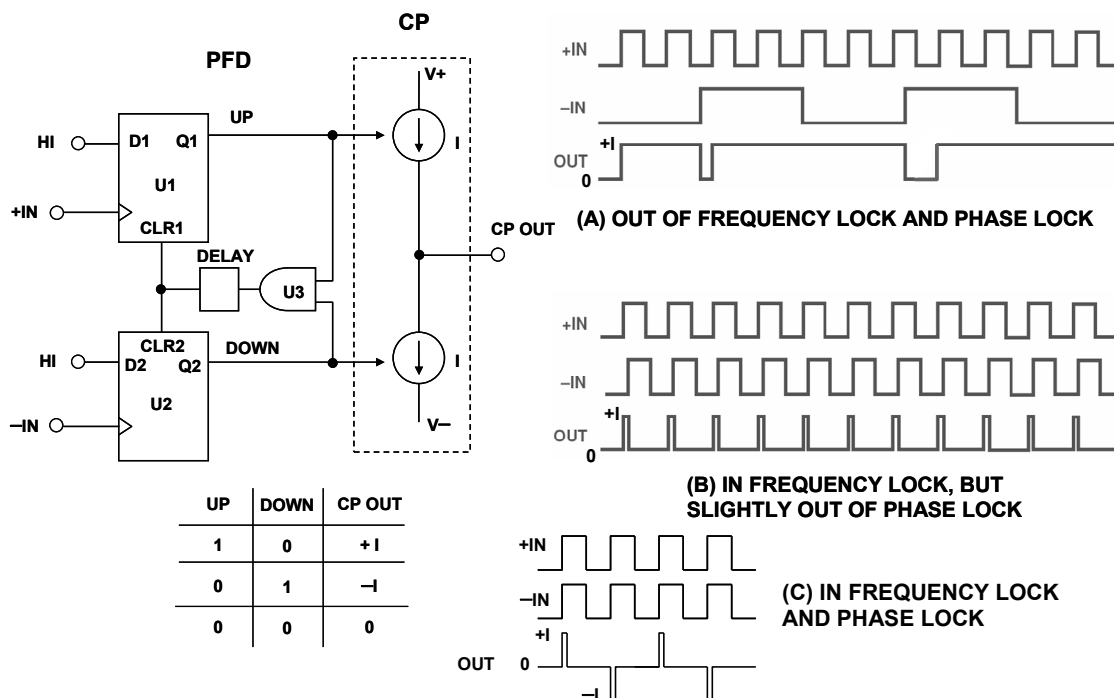 PFD
CP
V+
UP
HI
D1
Q1
U1
+IN
CLR1
I
CP OUT
DELAY
U3
HI
CLR2
D2
Q2
DOWN
U2
I
–IN
V–
UP DOWN CP OUT
1 0 + I
0 1 –I
0 0 0
+IN
–IN
+I
OUT
0
(A) OUT OF FREQUENCY LOCK AND PHASE LOCK
+IN
–IN
+I
OUT
0
(B) IN FREQUENCY LOCK, BUT
SLIGHTLY OUT OF PHASE LOCK
+IN
–IN
+I
OUT 0
–I
(C) IN FREQUENCY LOCK
AND PHASE LOCK